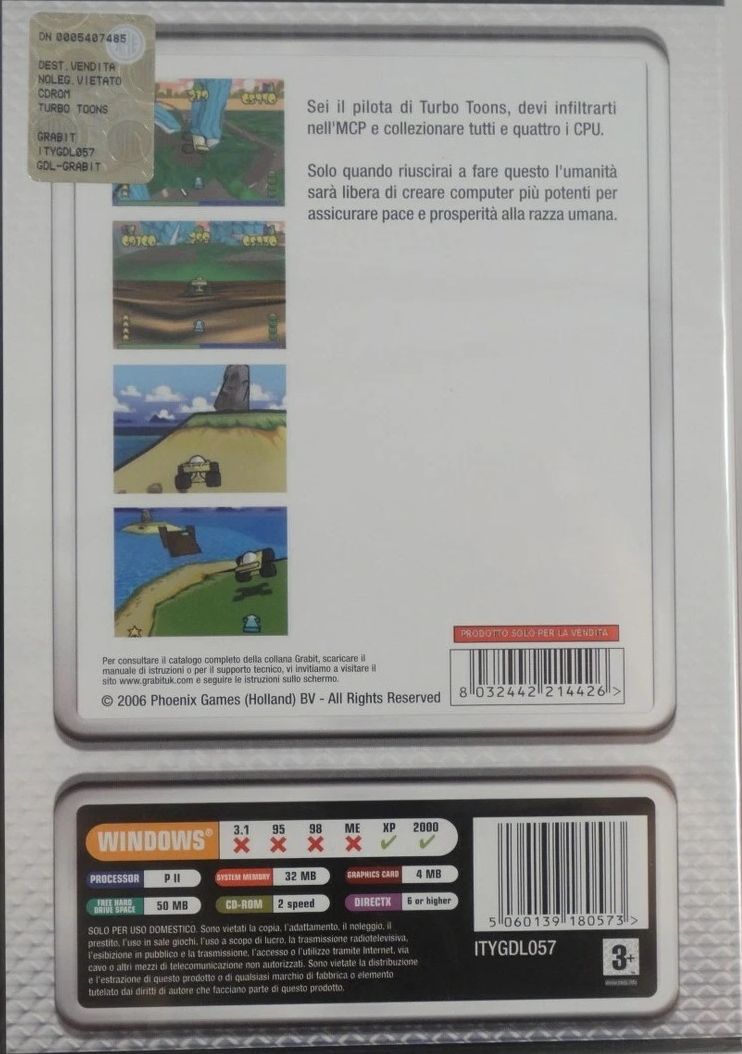 DN 0005407485
DEST.VENDITA
NOLEG.VIETATO
CDROM
TURBO TOONS
GRABIT
ITYGDL057
GDL-GRABIT
Sei il pilota di Turbo Toons, devi infiltrarti
nell'MCP e collezionare tutti e quattro i CPU.
Solo quando riuscirai a fare questo l'umanità
sarà libera di creare computer più potenti per
assicurare pace e prosperità alla razza umana.
PRODOTTO SOLO PER LA VENDITA
Per consultare il catalogo completo della collana Grabit, scaricare il
manuale di istruzioni o per il supporto tecnico, vi invitiamo a visitare il
sito www.grabituk.com e seguire le istruzioni sullo schermo.
© 2006 Phoenix Games (Holland) BV - All Rights Reserved
8 032442 214426 >
WINDOWS®
3.1 95 98 ME XP 2000
PROCESSOR P II
SYSTEM MEMORY 32 MB
GRAPHICS CARD 4 MB
FREE HARD
DRIVE SPACE 50 MB
CD-ROM 2 speed
DIRECTX 6 or higher
SOLO PER USO DOMESTICO. Sono vietati la copia, l'adattamento, il noleggio, il
prestito, l'uso in sale giochi, l'uso a scopo di lucro, la trasmissione radiotelevisiva,
l'esibizione in pubblico e la trasmissione, l'accesso o l'utilizzo tramite Internet, via
cavo o altri mezzi di telecomunicazione non autorizzati. Sono vietate la distribuzione
e l'estrazione di questo prodotto o di qualsiasi marchio di fabbrica o elemento
tutelato dai diritti di autore che facciano parte di questo prodotto.
5 060139 180573 >
ITYGDL057
3+